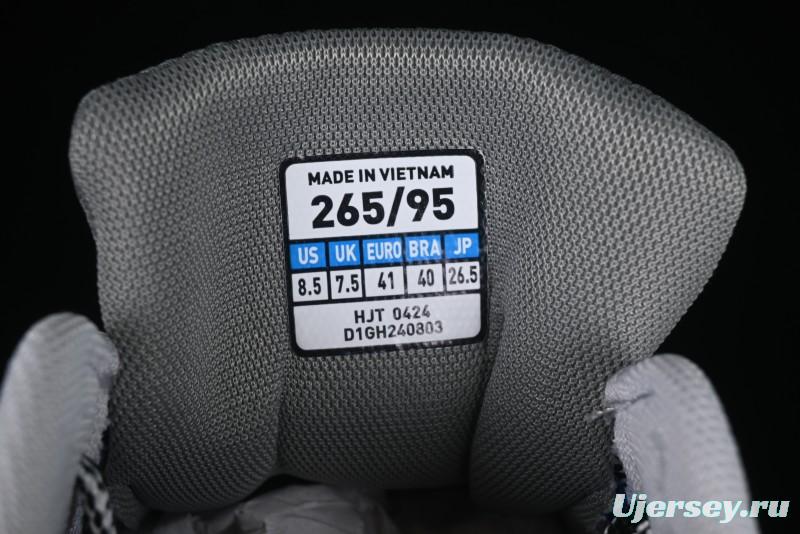 MADE IN VIETNAM
265/95
US UK EURO BRA JP
8.5 7.5 41 40 26.5
HJT 0424
D1GH240803
Ujersey.ru